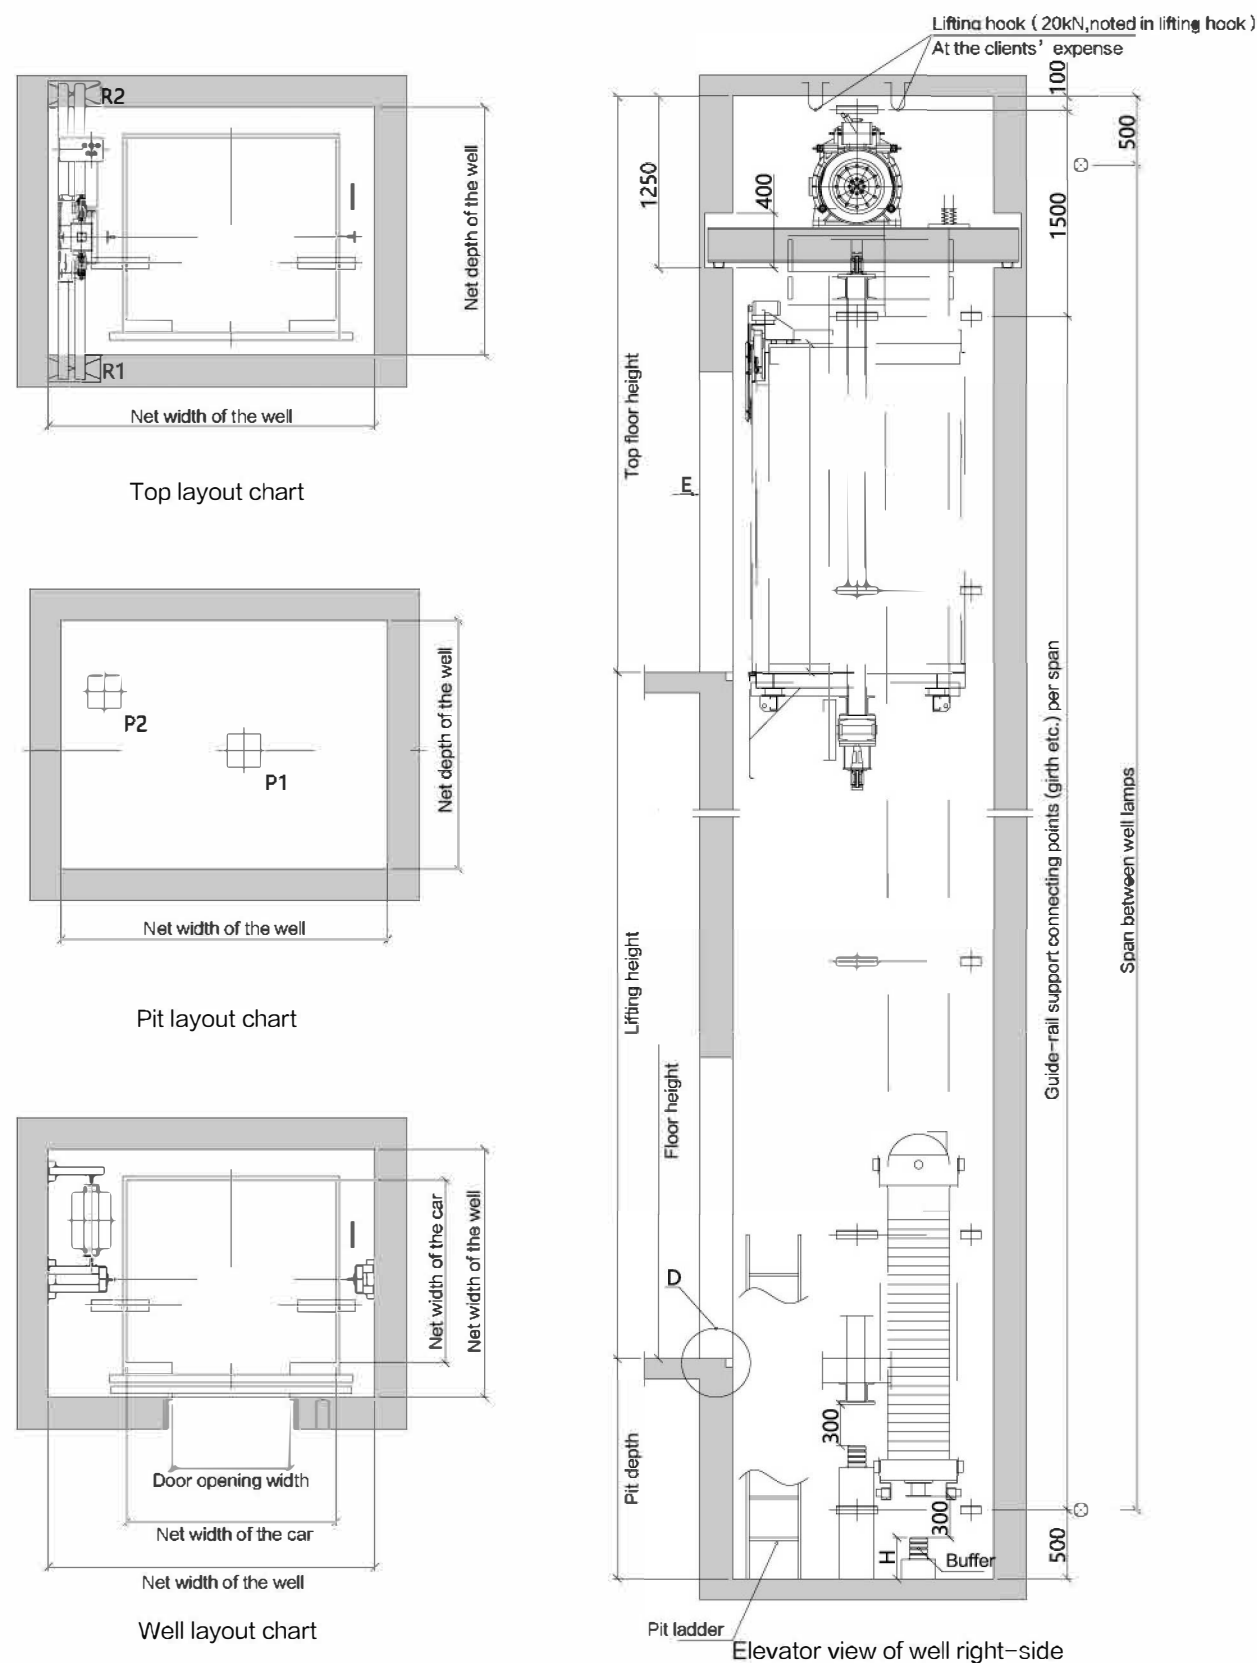 Lifting hook ( 20kN,noted in lifting hook )
At the clients' expense
R2
Net depth of the well
R1
Net width of the well
Top layout chart
P2
P1
Net depth of the well
Net width of the well
Pit layout chart
Net width of the car
Net width of the well
Door opening width
Net width of the car
Net width of the well
Well layout chart
100
500
1250
400
1500
Top floor height
E
Guide-rail support connecting points (girth etc.) per span
Span between well lamps
Lifting height
Floor height
D
300
Pit depth
300
H
Buffer
500
Pit ladder
Elevator view of well right-side